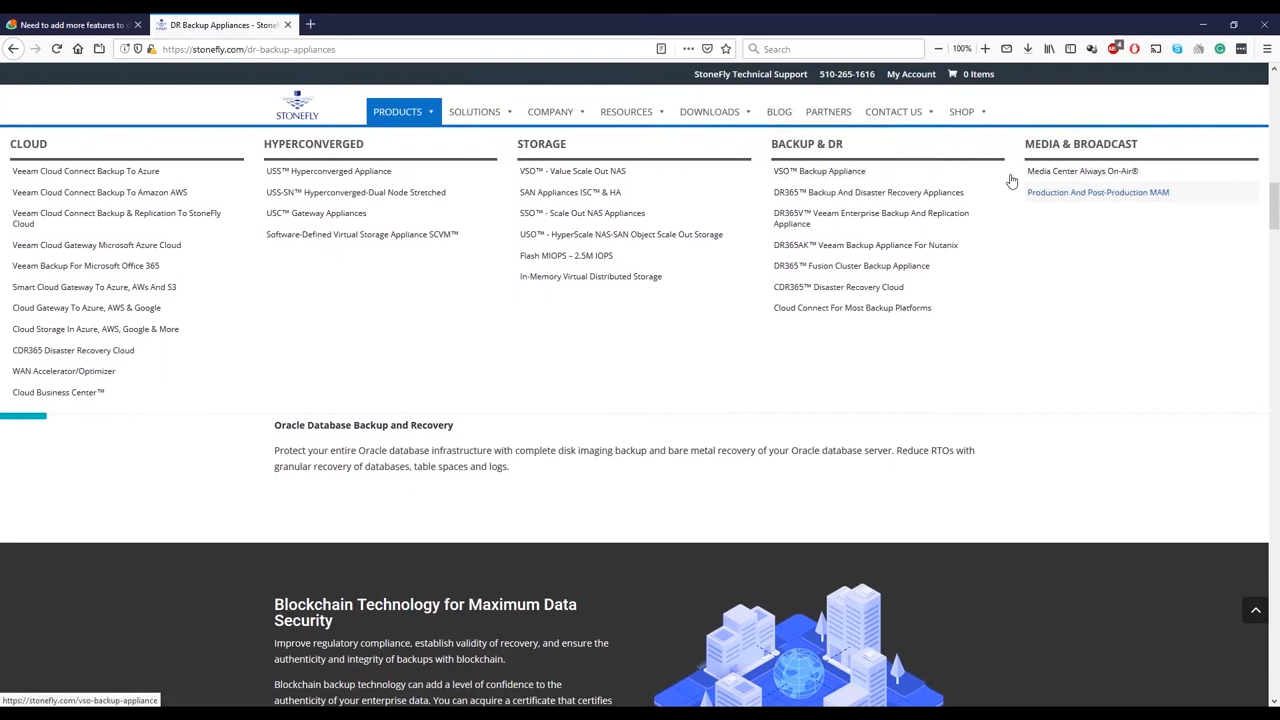 Need to add more features to d
DR Backup Appliances - StoneF
https://stonefly.com/dr-backup-appliances
100%
Search
4
StoneFly Technical Support
510-265-1616
My Account
0 Items
STONEFLY
PRODUCTS
SOLUTIONS
COMPANY
RESOURCES
DOWNLOADS
BLOG
PARTNERS
CONTACT US
SHOP
CLOUD
Veeam Cloud Connect Backup To Azure
Veeam Cloud Connect Backup To Amazon AWS
Veeam Cloud Connect Backup & Replication To StoneFly
Cloud
Veeam Cloud Gateway Microsoft Azure Cloud
Veeam Backup For Microsoft Office 365
Smart Cloud Gateway To Azure, AWs And S3
Cloud Gateway To Azure, AWS & Google
Cloud Storage In Azure, AWS, Google & More
CDR365 Disaster Recovery Cloud
WAN Accelerator/Optimizer
Cloud Business Center™
HYPERCONVERGED
USS™ Hyperconverged Appliance
USS-SN™ Hyperconverged-Dual Node Stretched
USC™ Gateway Appliances
Software-Defined Virtual Storage Appliance SCVM™
STORAGE
VSO™ - Value Scale Out NAS
SAN Appliances ISC™ & HA
SSO™ - Scale Out NAS Appliances
USO™ - HyperScale NAS-SAN Object Scale Out Storage
Flash MIOPS – 2.5M IOPS
In-Memory Virtual Distributed Storage
BACKUP & DR
VSO™ Backup Appliance
DR365™ Backup And Disaster Recovery Appliances
DR365V™ Veeam Enterprise Backup And Replication
Appliance
DR365AK™ Veeam Backup Appliance For Nutanix
DR365™ Fusion Cluster Backup Appliance
CDR365™ Disaster Recovery Cloud
Cloud Connect For Most Backup Platforms
MEDIA & BROADCAST
Media Center Always On-Air®
Production And Post-Production MAM
Oracle Database Backup and Recovery
Protect your entire Oracle database infrastructure with complete disk imaging backup and bare metal recovery of your Oracle database server. Reduce RTOs with
granular recovery of databases, table spaces and logs.
Blockchain Technology for Maximum Data
Security
Improve regulatory compliance, establish validity of recovery, and ensure the
authenticity and integrity of backups with blockchain.
Blockchain backup technology can add a level of confidence to the
authenticity of your enterprise data. You can acquire a certificate that certifies
https://stonefly.com/vso-backup-appliance